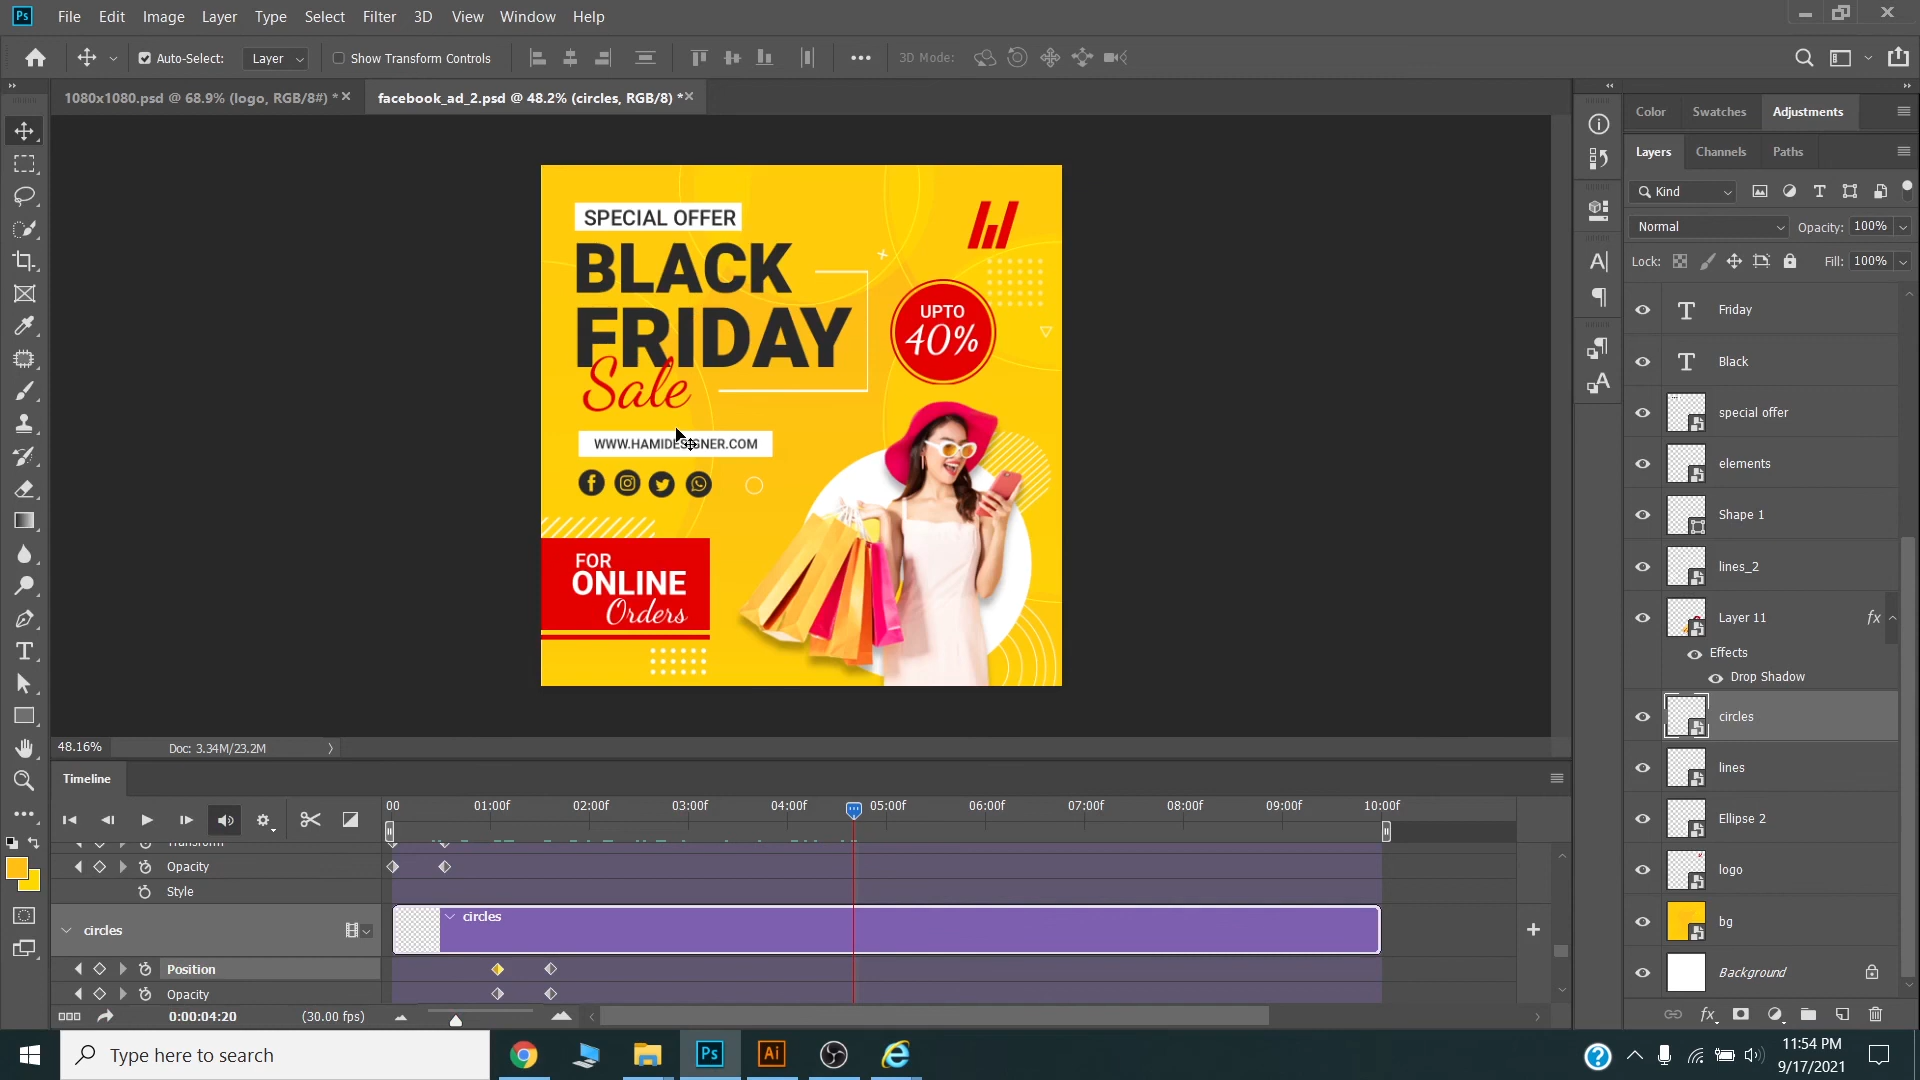 Ps File Edit Image Layer Type Select Filter 3D View Window Help
Auto-Select: Layer Show Transform Controls 3D Mode:
1080x1080.psd @ 68.9% (logo, RGB/8#) * facebook_ad_2.psd @ 48.2% (circles, RGB/8) *
Color Swatches Adjustments
Layers Channels Paths
Kind
Normal Opacity: 100%
Lock: Fill: 100%
Friday
Black
special offer
elements
Shape 1
lines_2
Layer 11 fx
Effects
Drop Shadow
circles
lines
Ellipse 2
logo
bg
Background
fx
SPECIAL OFFER
BLACK
FRIDAY
Sale
UPTO
40%
WWW.HAMIDESIGNER.COM
FOR
ONLINE
Orders
48.16% Doc: 3.34M/23.2M
Timeline
00 01:00f 02:00f 03:00f 04:00f 05:00f 06:00f 07:00f 08:00f 09:00f 10:00f
Transform
Opacity
Style
circles circles
Position
Opacity
0:00:04:20 (30.00 fps)
Type here to search
Ps Ai
11:54 PM
9/17/2021